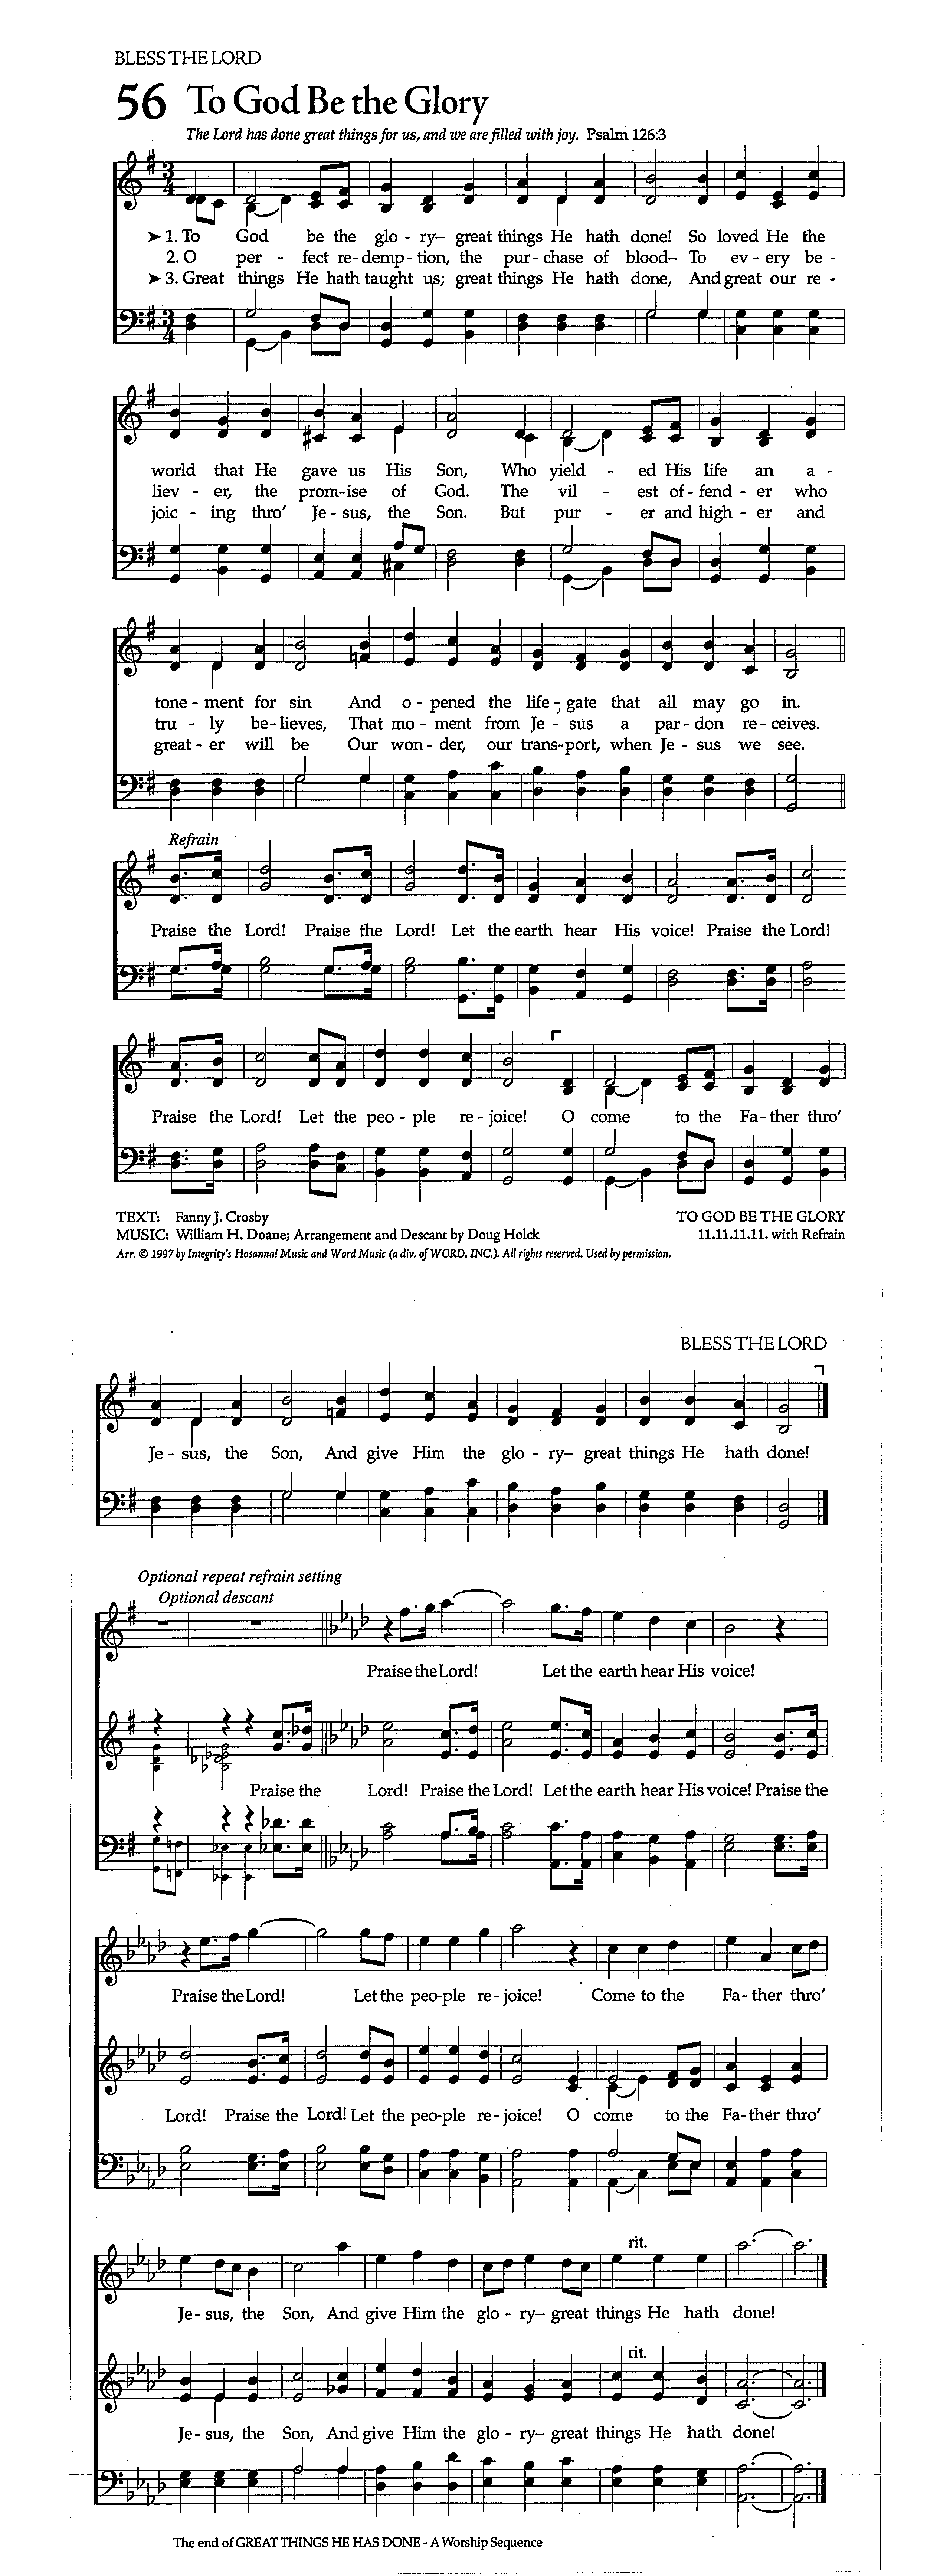 BLESS THE LORD
56 To God Be the Glory
The Lord has done great things for us, and we are filled with joy. Psalm 126:3
➤ 1. To God be the glo - ry– great things He hath done! So loved He the
2. O per - fect re - demp - tion, the pur - chase of blood– To ev - ery be -
➤ 3. Great things He hath taught us; great things He hath done, And great our re -
world that He gave us His Son, Who yield - ed His life an a -
liev - er, the prom - ise of God. The vil - est of - fend - er who
joic - ing thro' Je - sus, the Son. But pur - er and high - er and
tone - ment for sin And o - pened the life - gate that all may go in.
tru - ly be - lieves, That mo - ment from Je - sus a par - don re - ceives.
great - er will be Our won - der, our trans - port, when Je - sus we see.
Refrain
Praise the Lord! Praise the Lord! Let the earth hear His voice! Praise the Lord!
Praise the Lord! Let the peo - ple re - joice! O come to the Fa - ther thro'
TEXT: Fanny J. Crosby TO GOD BE THE GLORY
MUSIC: William H. Doane; Arrangement and Descant by Doug Holck 11.11.11.11. with Refrain
Arr. © 1997 by Integrity's Hosanna! Music and Word Music (a div. of WORD, INC.). All rights reserved. Used by permission.
BLESS THE LORD
Je - sus, the Son, And give Him the glo - ry– great things He hath done!
Optional repeat refrain setting
Optional descant
Praise the Lord! Let the earth hear His voice!
Praise the Lord! Praise the Lord! Let the earth hear His voice! Praise the
Praise the Lord! Let the peo - ple re - joice! Come to the Fa - ther thro'
Lord! Praise the Lord! Let the peo - ple re - joice! O come to the Fa - ther thro'
rit.
Je - sus, the Son, And give Him the glo - ry– great things He hath done!
rit.
Je - sus, the Son, And give Him the glo - ry– great things He hath done!
The end of GREAT THINGS HE HAS DONE - A Worship Sequence